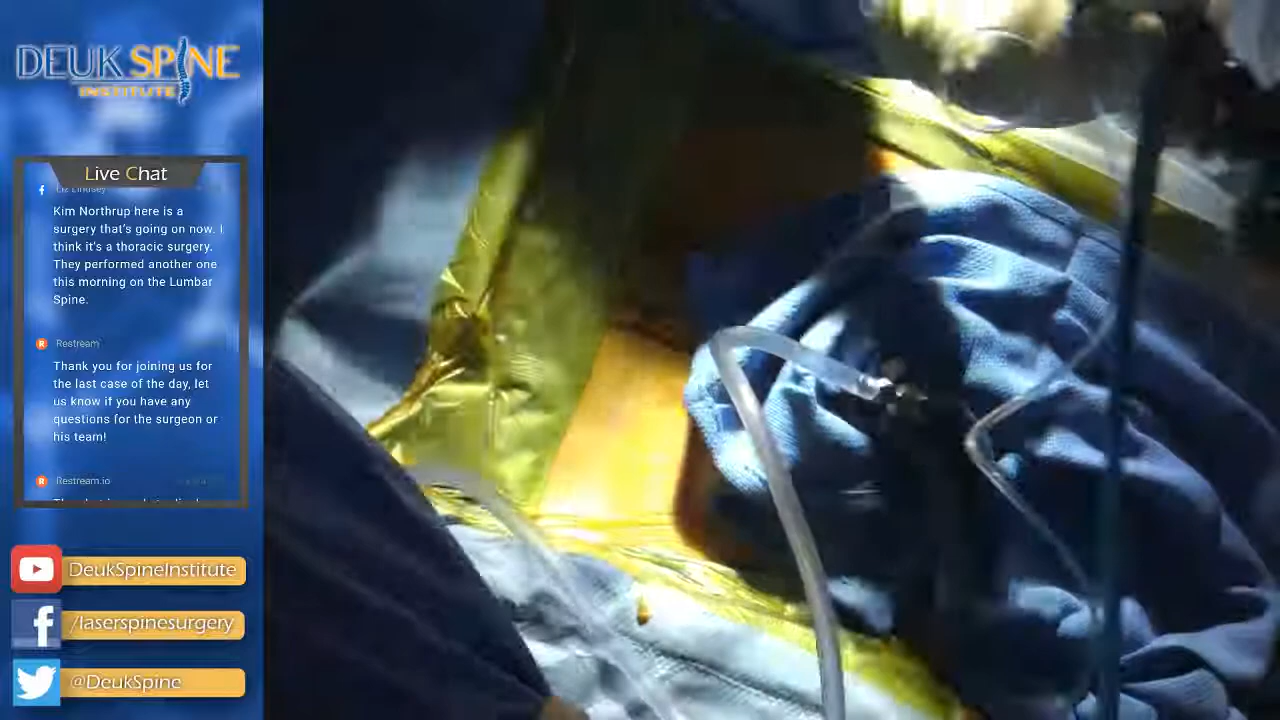 DEUK SPINE
INSTITUTE
Live Chat
Liz Lindsey
Kim Northrup here is a
surgery that's going on now. I
think it's a thoracic surgery.
They performed another one
this morning on the Lumbar
Spine.
Restream
Thank you for joining us for
the last case of the day, let
us know if you have any
questions for the surgeon or
his team!
Restream.io
DeukSpineInstitute
/laserspinesurgery
@DeukSpine